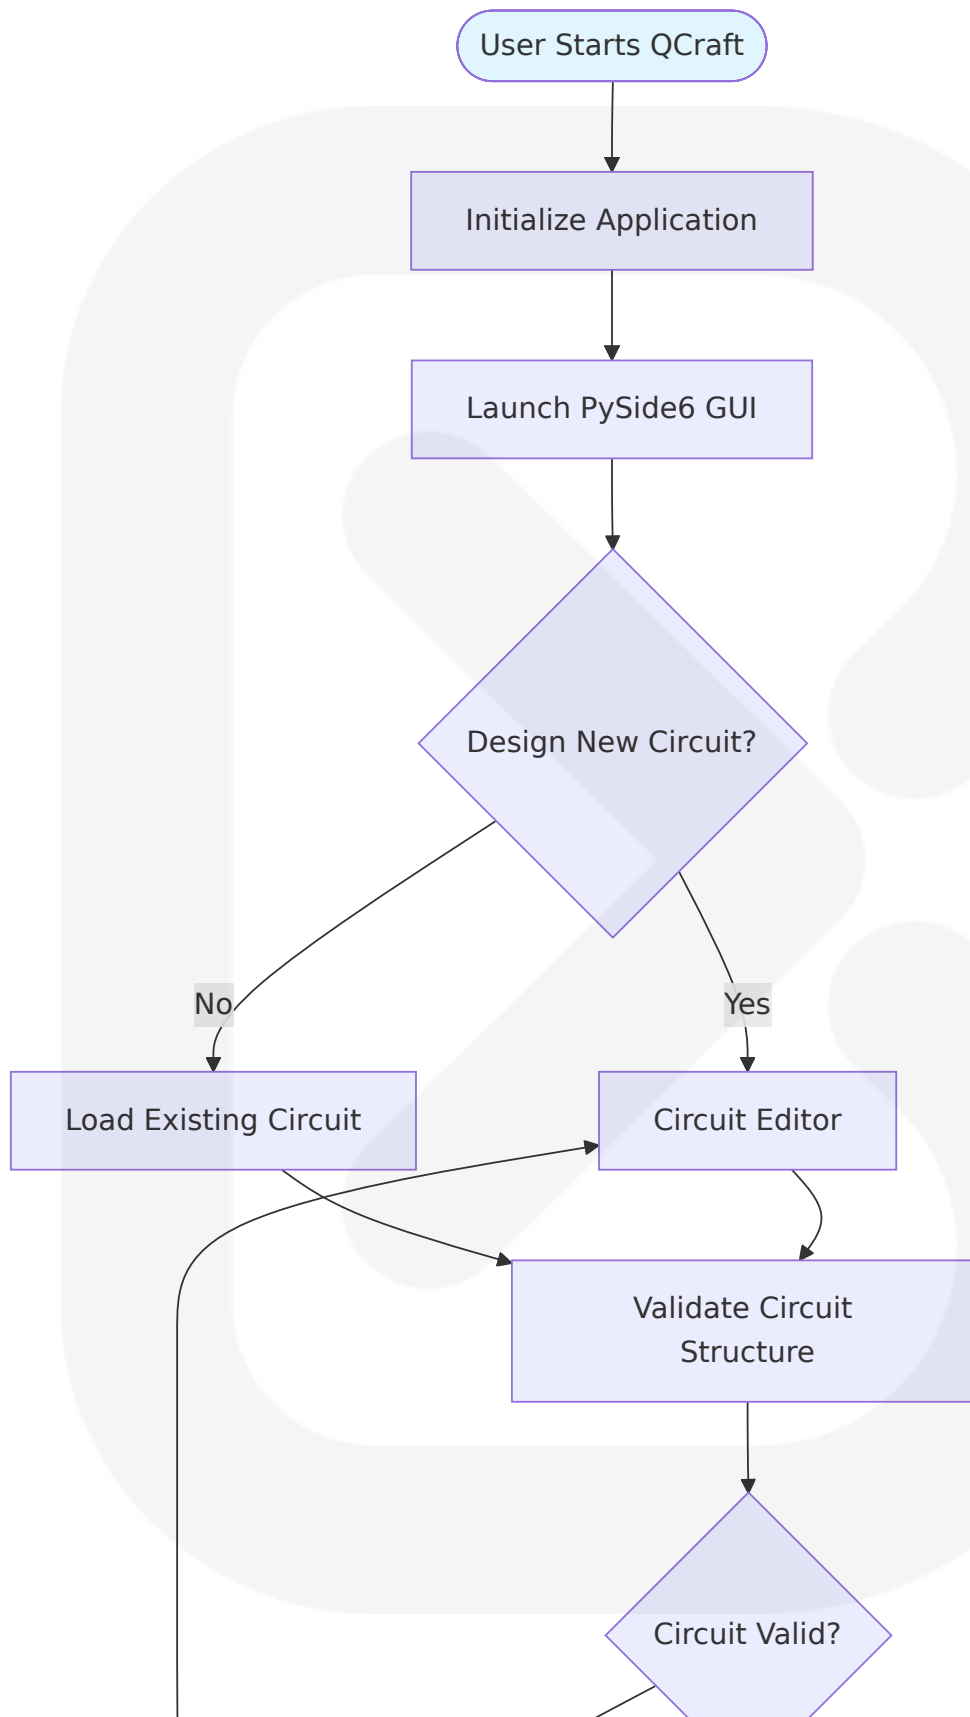 User Starts QCraft
Initialize Application
Launch PySide6 GUI
Design New Circuit?
No
Yes
Load Existing Circuit
Circuit Editor
Validate Circuit
Structure
Circuit Valid?